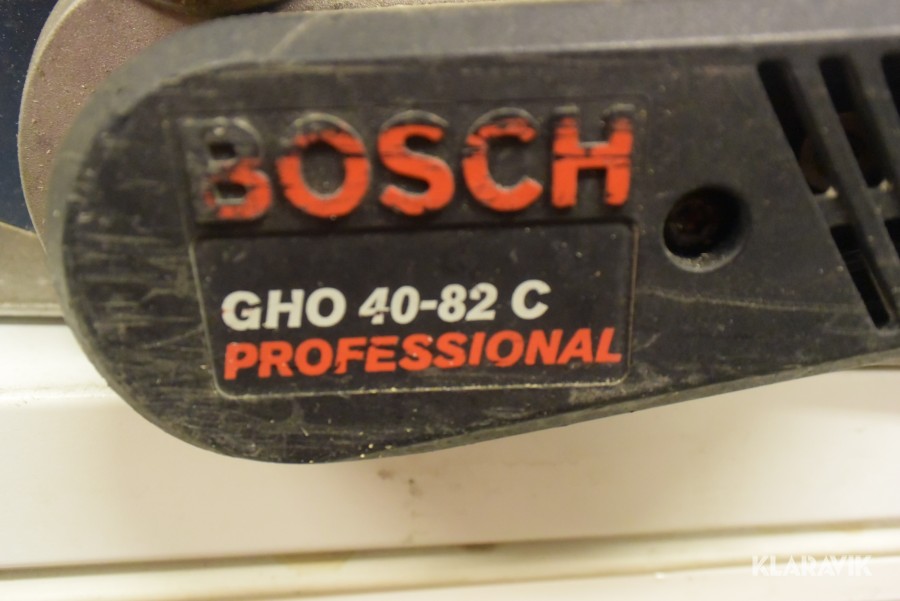 BOSCH
GHO 40-82 C
PROFESSIONAL
KLARAVIK